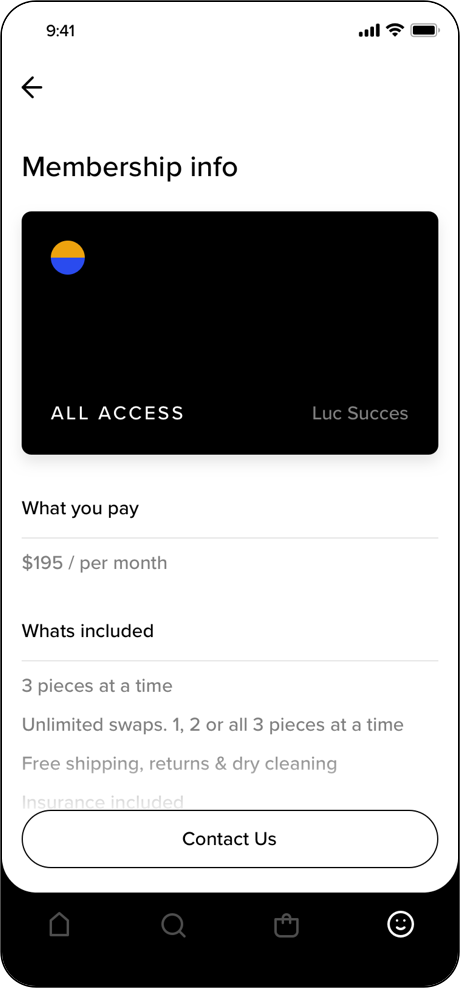 9:41
Membership info
ALL ACCESS
Luc Succes
What you pay
$195 / per month
Whats included
3 pieces at a time
Unlimited swaps. 1, 2 or all 3 pieces at a time
Free shipping, returns & dry cleaning
Insurance included
Contact Us